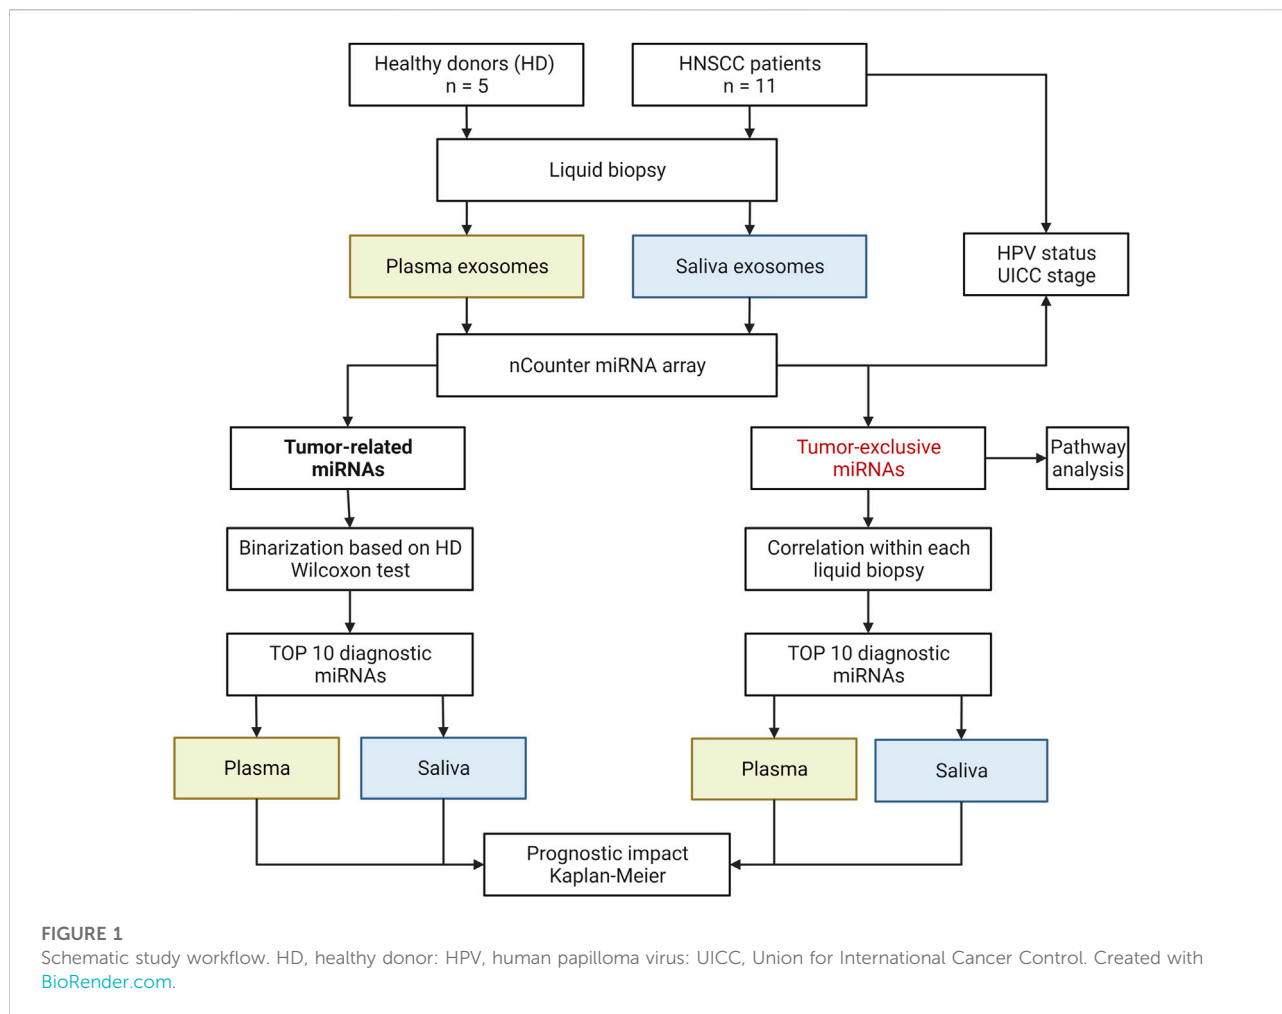 Healthy donors (HD)
n = 5
HNSCC patients
n = 11
Liquid biopsy
Plasma exosomes
Saliva exosomes
HPV status
UICC stage
nCounter miRNA array
Tumor-related
miRNAs
Tumor-exclusive
miRNAs
Pathway
analysis
Binarization based on HD
Wilcoxon test
Correlation within each
liquid biopsy
TOP 10 diagnostic
miRNAs
TOP 10 diagnostic
miRNAs
Plasma
Saliva
Plasma
Saliva
Prognostic impact
Kaplan-Meier
FIGURE 1
Schematic study workflow. HD, healthy donor: HPV, human papilloma virus: UICC, Union for International Cancer Control. Created with
BioRender.com.